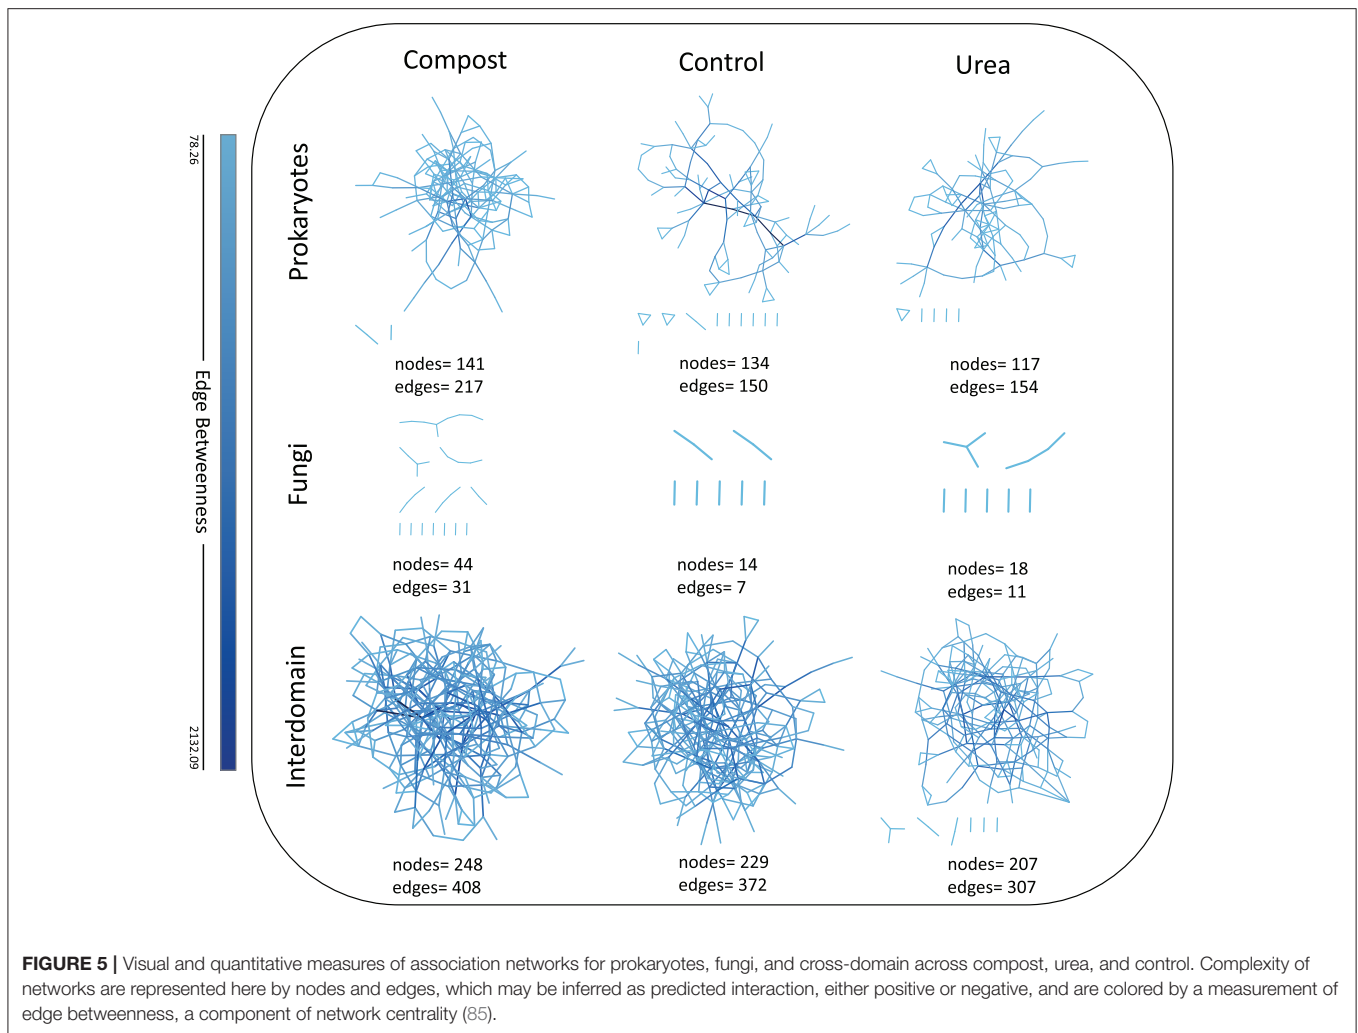 Compost
Control
Urea
78.26
Edge Betweenness
2132.09
Prokaryotes
nodes= 141
edges= 217
nodes= 134
edges= 150
nodes= 117
edges= 154
Fungi
nodes= 44
edges= 31
nodes= 14
edges= 7
nodes= 18
edges= 11
Interdomain
nodes= 248
edges= 408
nodes= 229
edges= 372
nodes= 207
edges= 307
FIGURE 5 | Visual and quantitative measures of association networks for prokaryotes, fungi, and cross-domain across compost, urea, and control. Complexity of
networks are represented here by nodes and edges, which may be inferred as predicted interaction, either positive or negative, and are colored by a measurement of
edge betweenness, a component of network centrality (85).